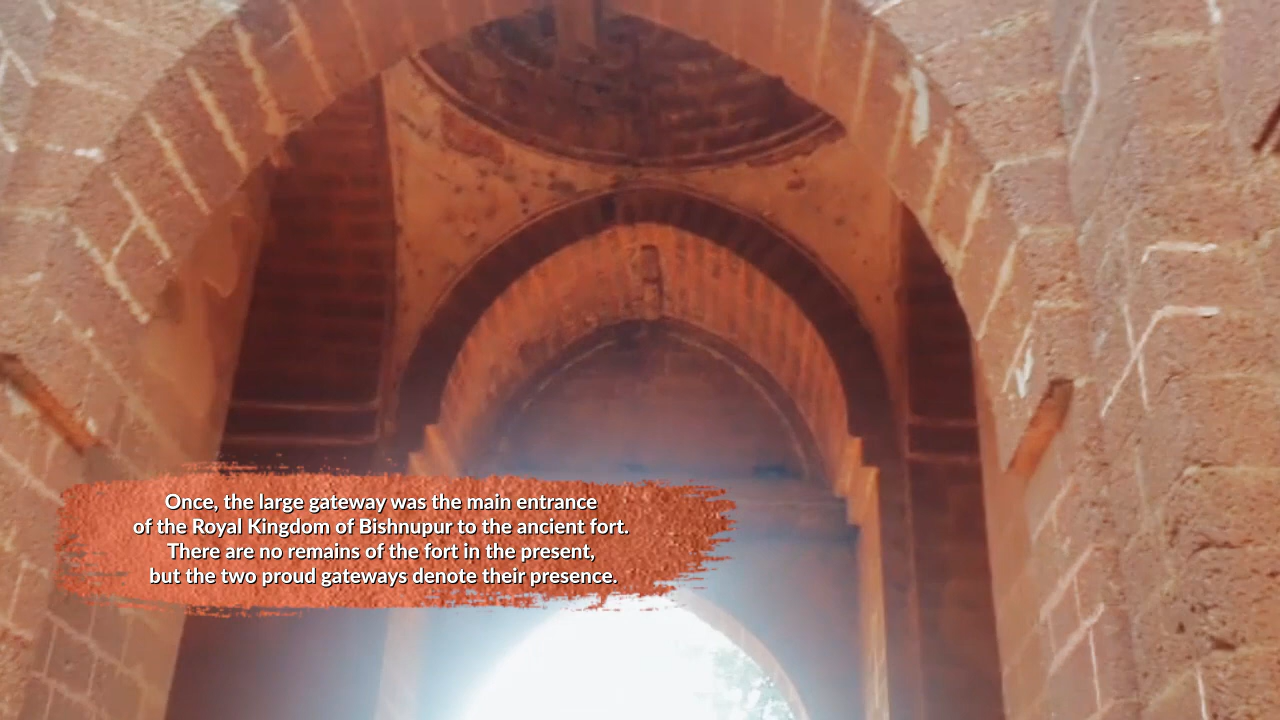 Once, the large gateway was the main entrance
of the Royal Kingdom of Bishnupur to the ancient fort.
There are no remains of the fort in the present,
but the two proud gateways denote their presence.